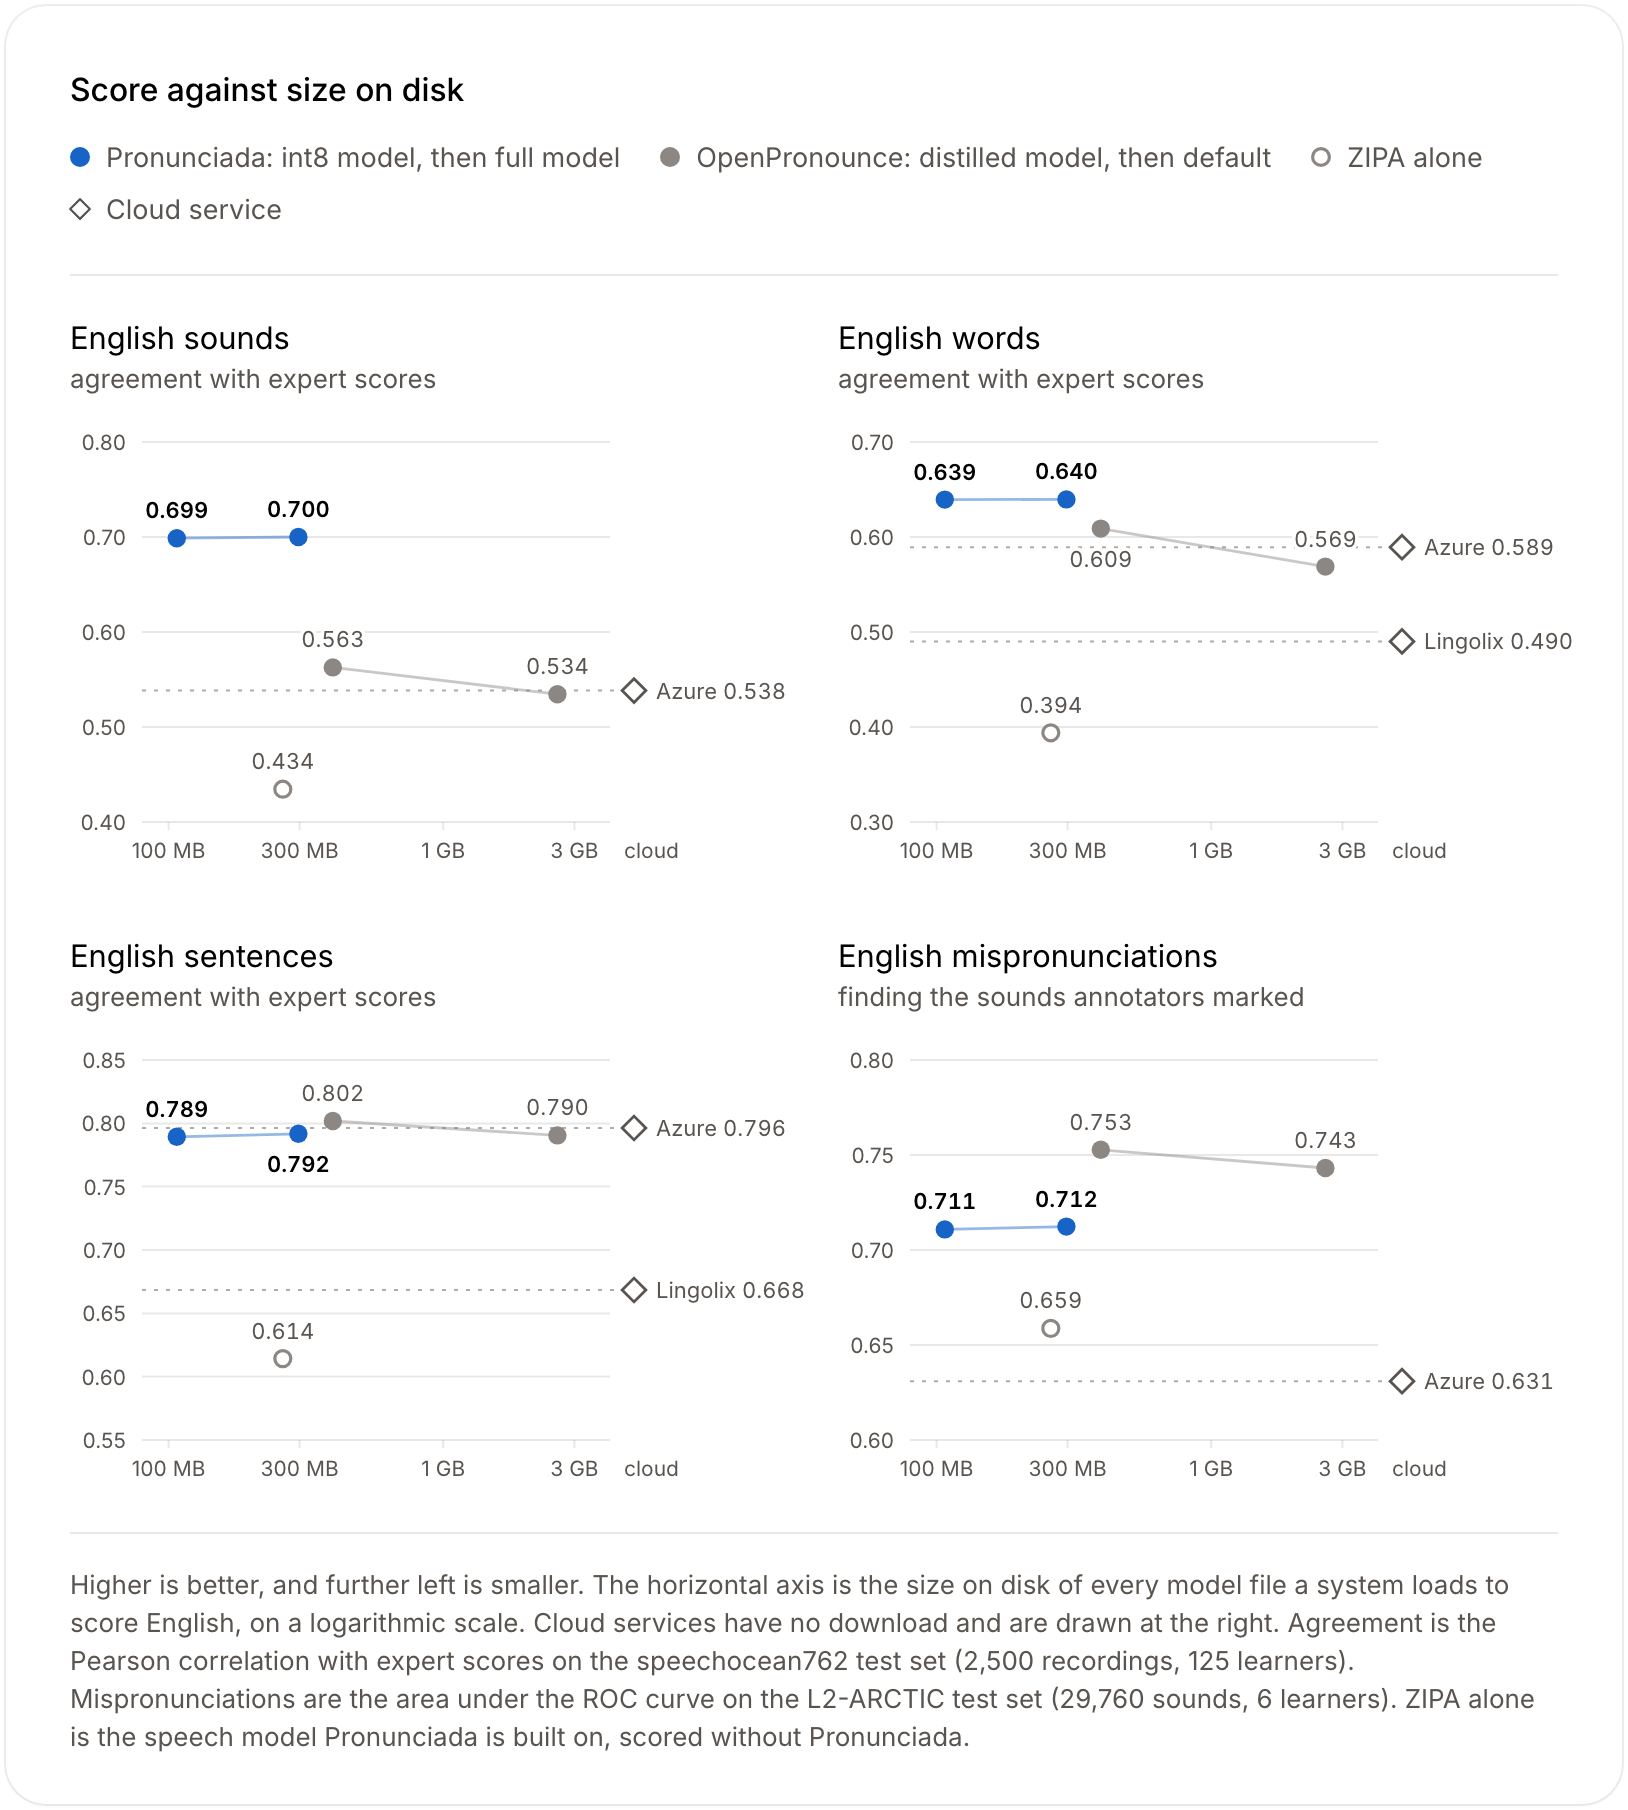 Score against size on disk
Pronunciada: int8 model, then full model
OpenPronounce: distilled model, then default
ZIPA alone
Cloud service
English sounds
agreement with expert scores
0.80
0.70
0.60
0.50
0.40
0.699
0.700
0.563
0.534
0.434
Azure 0.538
100 MB
300 MB
1 GB
3 GB
cloud
English words
agreement with expert scores
0.70
0.60
0.50
0.40
0.30
0.639
0.640
0.609
0.569
0.394
Azure 0.589
Lingolix 0.490
100 MB
300 MB
1 GB
3 GB
cloud
English sentences
agreement with expert scores
0.85
0.80
0.75
0.70
0.65
0.60
0.55
0.789
0.792
0.802
0.790
0.614
Azure 0.796
Lingolix 0.668
100 MB
300 MB
1 GB
3 GB
cloud
English mispronunciations
finding the sounds annotators marked
0.80
0.75
0.70
0.65
0.60
0.711
0.712
0.753
0.743
0.659
Azure 0.631
100 MB
300 MB
1 GB
3 GB
cloud
Higher is better, and further left is smaller. The horizontal axis is the size on disk of every model file a system loads to
score English, on a logarithmic scale. Cloud services have no download and are drawn at the right. Agreement is the
Pearson correlation with expert scores on the speechocean762 test set (2,500 recordings, 125 learners).
Mispronunciations are the area under the ROC curve on the L2-ARCTIC test set (29,760 sounds, 6 learners). ZIPA alone
is the speech model Pronunciada is built on, scored without Pronunciada.